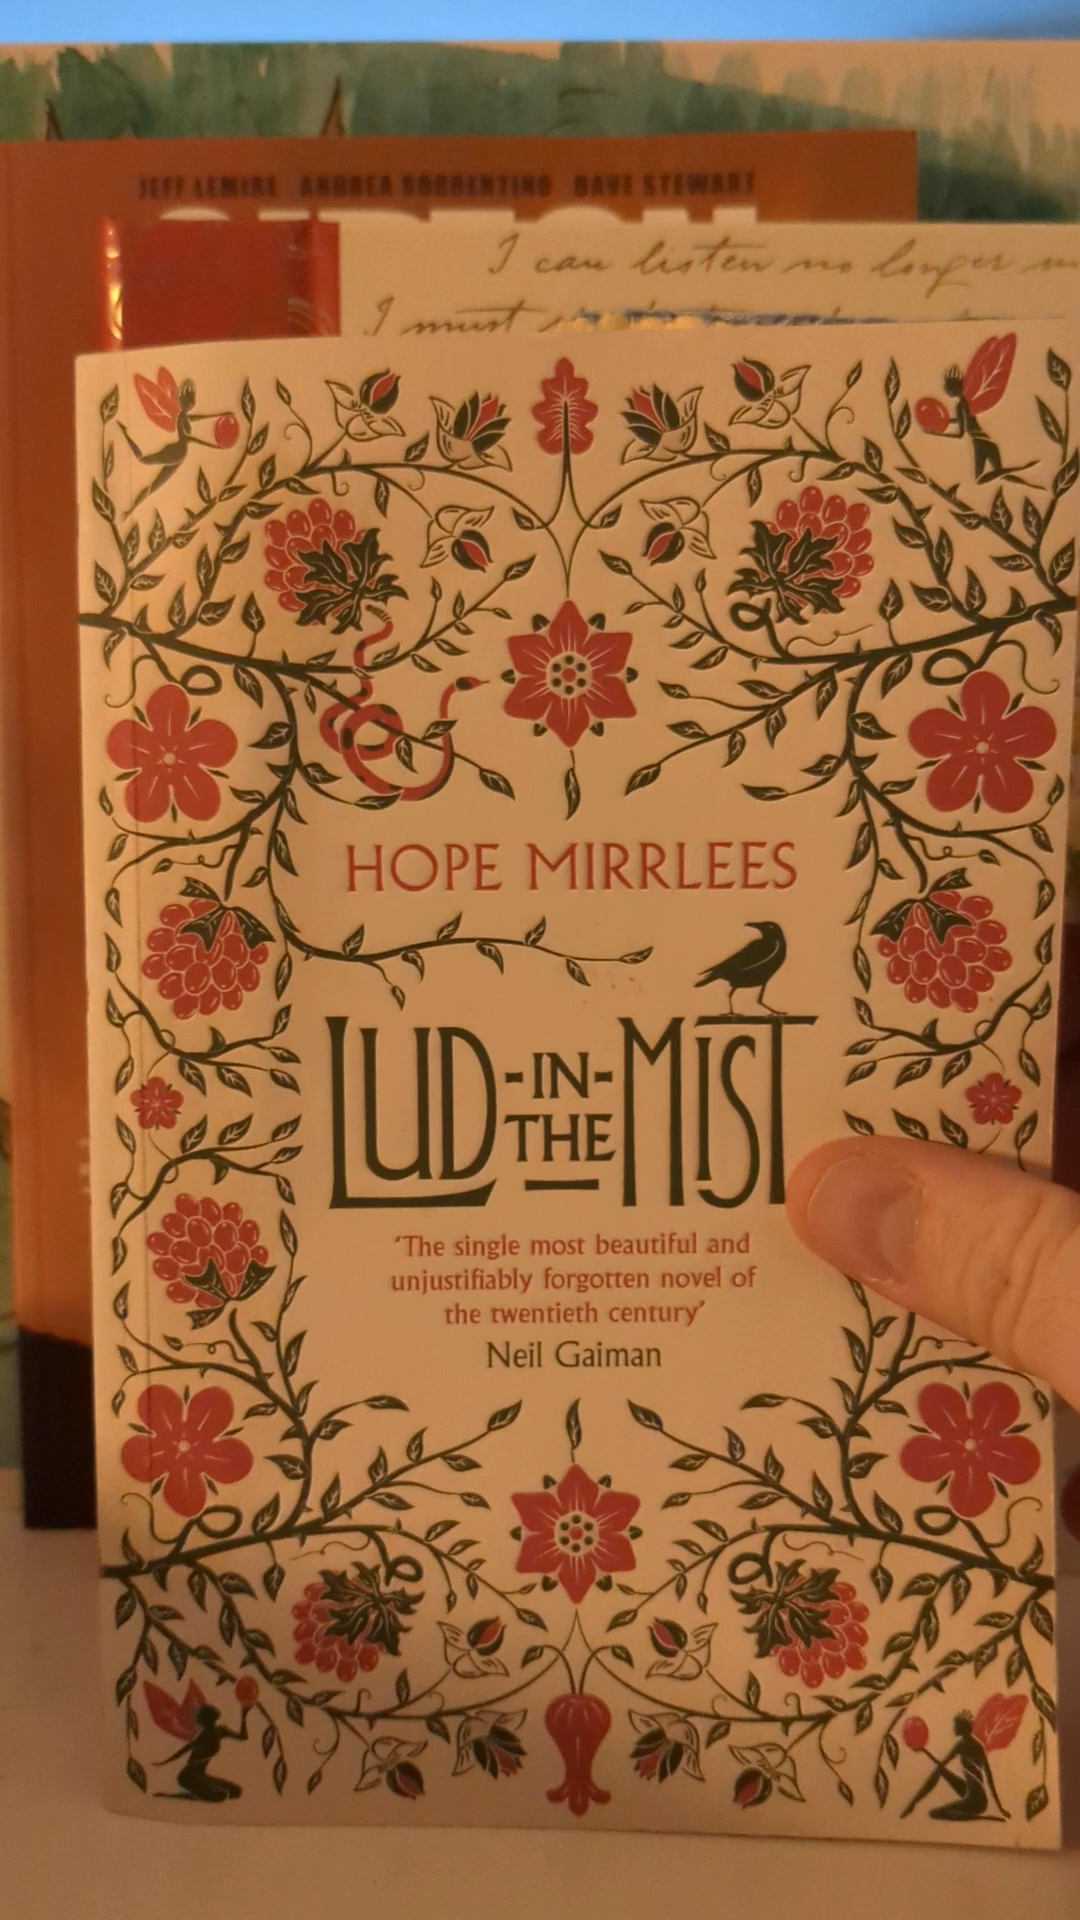 JEFF LEMIRE ANDREA SORRENTINO DAVE STEWART
I can listen no longer
I must
HOPE MIRRLEES
LUD-IN-THE-MIST
‘The single most beautiful and
unjustifiably forgotten novel of
the twentieth century’
Neil Gaiman